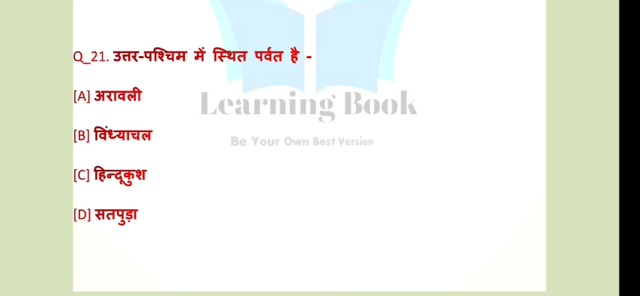 Q_21. उत्तर-पश्चिम में स्थित पर्वत है -
[A] अरावली
Learning Book
[B] विंध्याचल
Be Your Own Best Version
[C] हिन्दूकुश
[D] सतपुड़ा